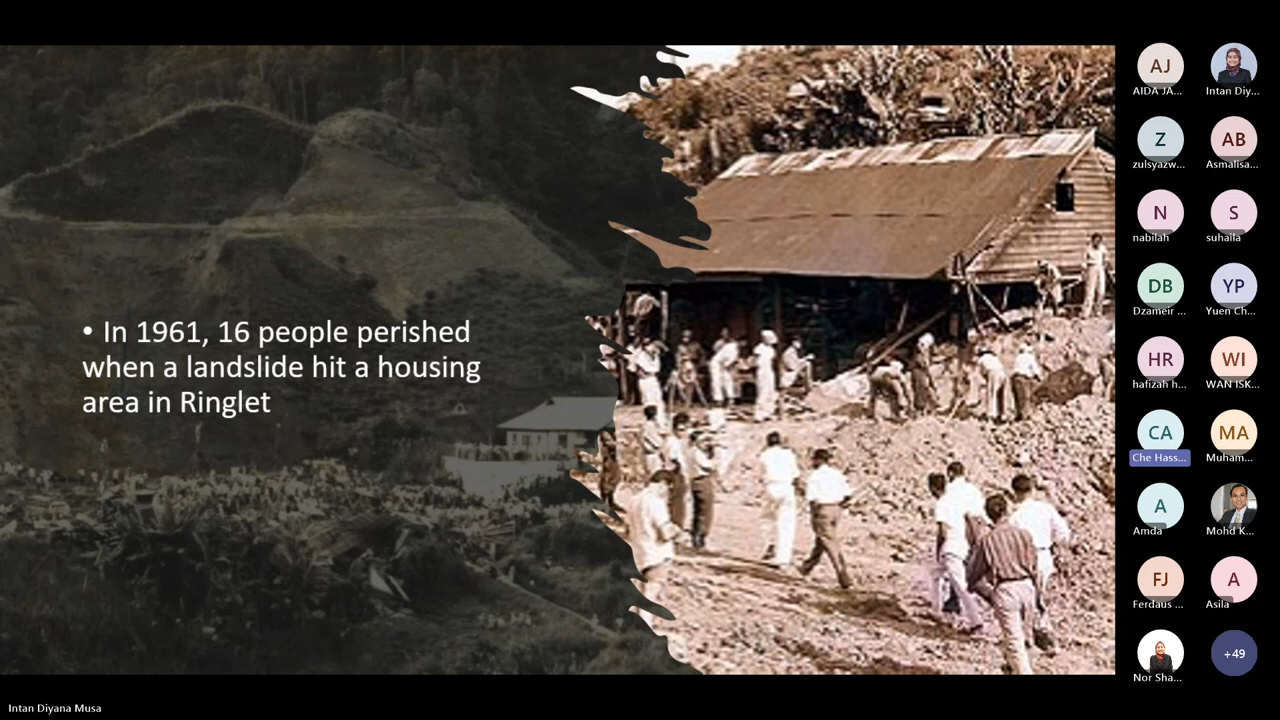 • In 1961, 16 people perished
when a landslide hit a housing
area in Ringlet
AJ
AIDA JA...
Intan Diy...
Z
zulsyazw...
AB
Asmalisa...
N
nabilah
S
suhaila
DB
Dzameir ...
YP
Yuen Ch...
HR
hafizah h...
WI
WAN ISK...
CA
Che Hass...
MA
Muham...
A
Amda
Mohd K...
FJ
Ferdaus ...
A
Asila
Nor Sha...
+49
Intan Diyana Musa